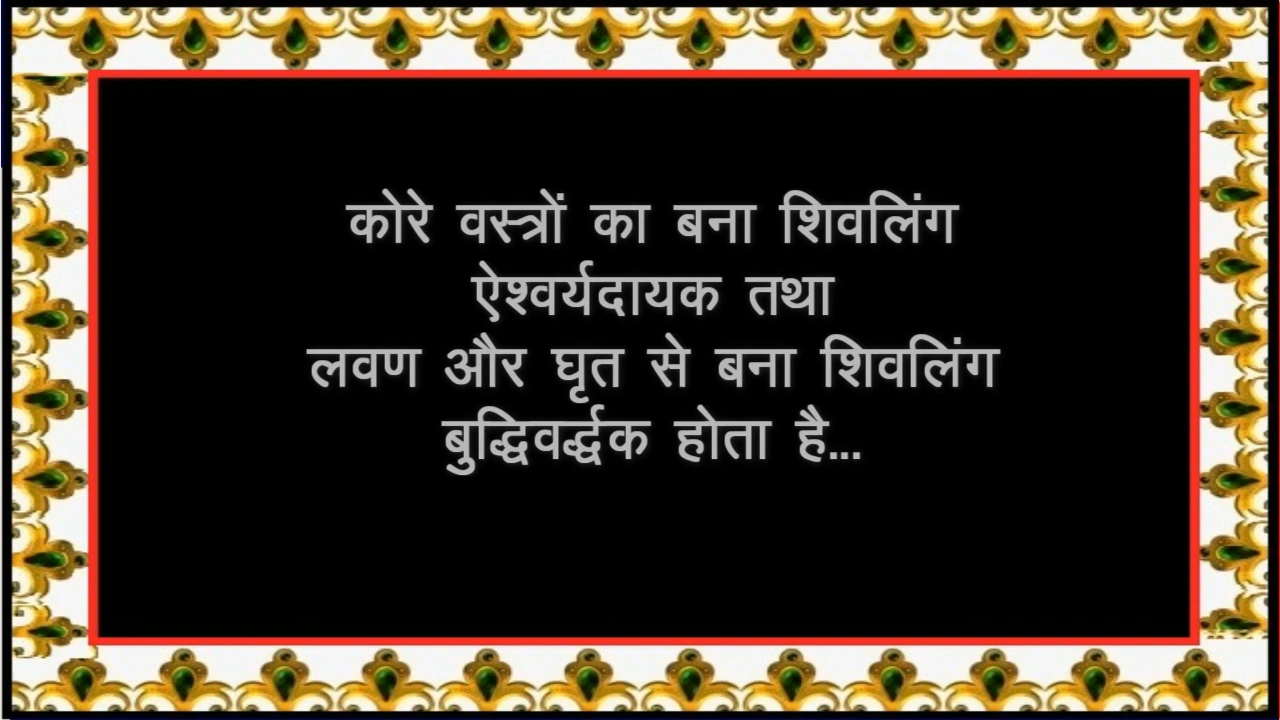 कोरे वस्त्रों का बना शिवलिंग
ऐश्वर्यदायक तथा
लवण और घृत से बना शिवलिंग
बुद्धिवर्द्धक होता है...